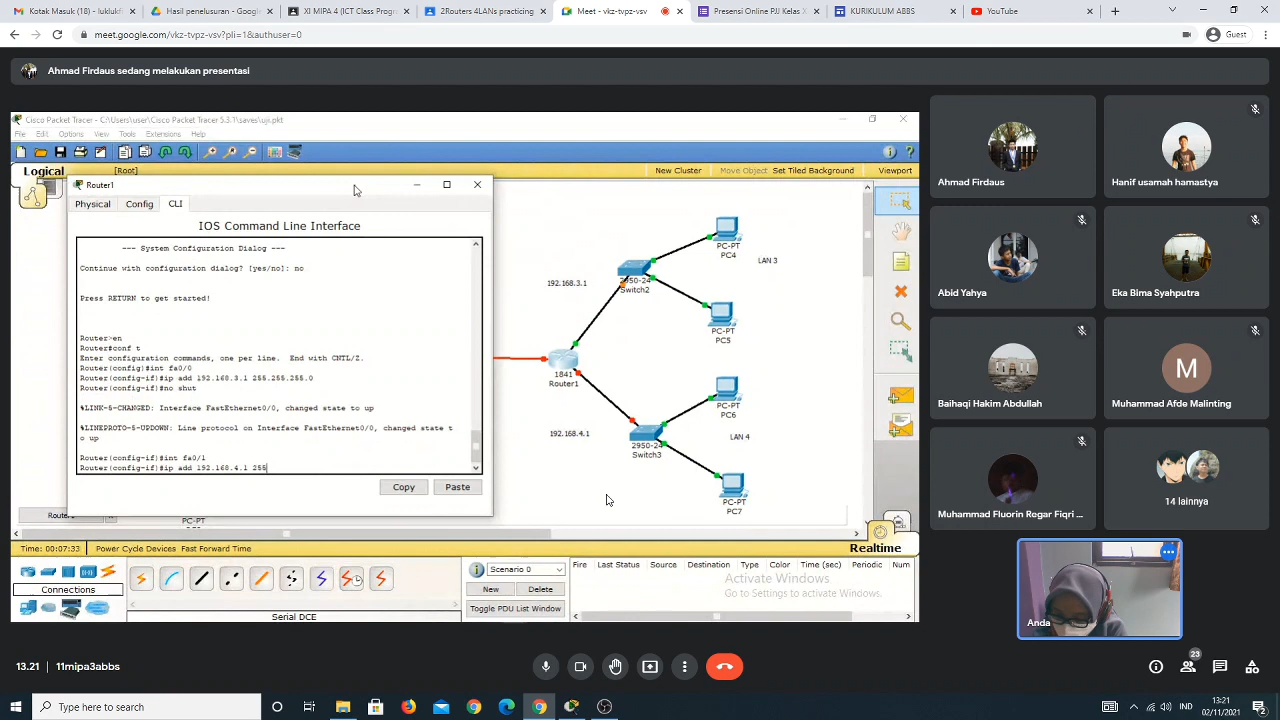 Kotak Masuk (2) - lulukfi
Hasil penelusuran - Google
XI MIPA 4 (ICT Class Program
2Routers 4LANs practicing
Meet - vkz-tvpz-vsv
Presensi Online PJJ Kelas X
KURIKULUM ABBS
YouTube
meet.google.com/vkz-tvpz-vsv?pli=1&authuser=0
Guest
Ahmad Firdaus sedang melakukan presentasi
Cisco Packet Tracer - C:\Users\user\Cisco Packet Tracer 5.3.1\saves\ujs.pkt
File Edit Options View Tools Extensions Help
Logical
[Root]
New Cluster
Move Object
Set Tiled Background
Viewport
Router1
Physical
Config
CLI
IOS Command Line Interface
--- System Configuration Dialog ---
Continue with configuration dialog? [yes/no]: no
Press RETURN to get started!
Router>en
Router#conf t
Enter configuration commands, one per line.  End with CNTL/Z.
Router(config)#int fa0/0
Router(config-if)#ip add 192.168.3.1 255.255.255.0
Router(config-if)#no shut
%LINK-5-CHANGED: Interface FastEthernet0/0, changed state to up
%LINEPROTO-5-UPDOWN: Line protocol on Interface FastEthernet0/0, changed state t
o up
Router(config-if)#int fa0/1
Router(config-if)#ip add 192.168.4.1 255
Copy
Paste
PC-PT
PC4
LAN 3
192.168.3.1
2950-24
Switch2
PC-PT
PC5
1841
Router1
PC-PT
PC6
192.168.4.1
2950-24
Switch3
LAN 4
PC-PT
PC7
PC-PT
Time: 00:07:33
Power Cycle Devices Fast Forward Time
Realtime
Connections
Serial DCE
Scenario 0
New
Delete
Toggle PDU List Window
Fire
Last Status
Source
Destination
Type
Color
Time (sec)
Periodic
Num
Activate Windows
Go to Settings to activate Windows.
Ahmad Firdaus
Hanif usamah hamastya
Abid Yahya
Eka Bima Syahputra
Baihaqi Hakim Abdullah
M
Muhammad Afde Malinting
Muhammad Fluorin Regar Fiqri ...
14 lainnya
Anda
13.21
11mipa3abbs
23
Type here to search
IND
13:21
02/11/2021
2